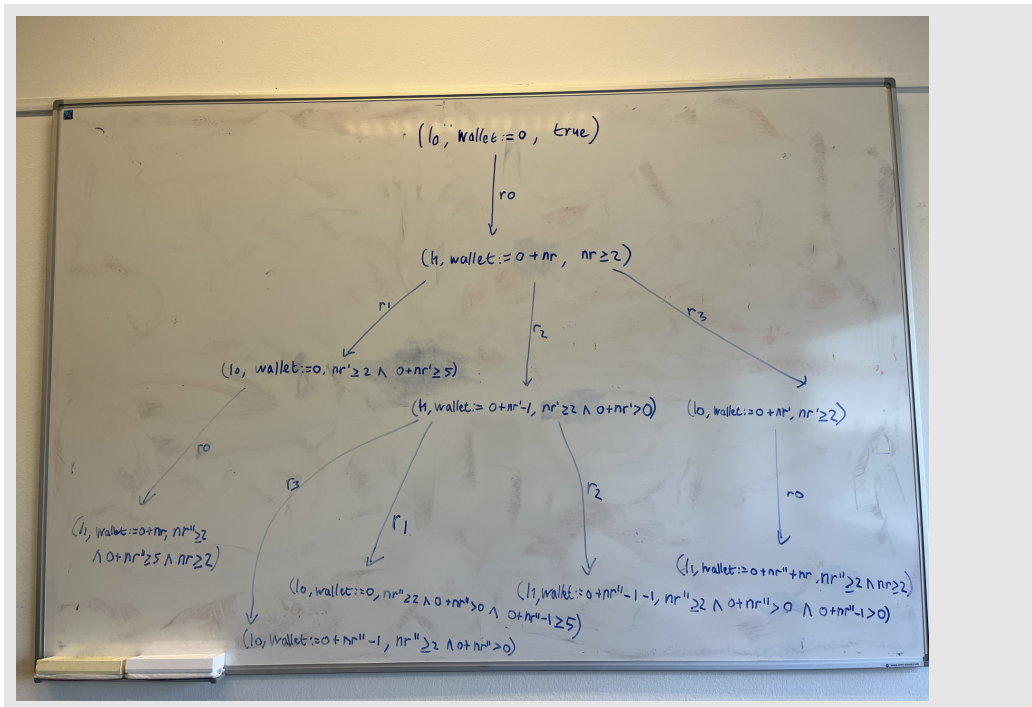 (l0, wallet:=0, true)
r0
(l1, wallet:=0+nr, nr≥2)
r1
r2
r3
(l0, wallet:=0, nr'≥2 ∧ 0+nr'≥5)
(l1, wallet:= 0+nr'-1, nr'≥2 ∧ 0+nr'>0)
(l0, wallet:=0+nr', nr'≥2)
r0
r3
r1
r2
r0
(l1, wallet:=0+nr, nr''≥2
∧ 0+nr''≥5 ∧ nr≥2)
(l0, wallet:=0, nr''≥2 ∧ 0+nr''>0 ∧ 0+nr''-1≥5)
(l1, wallet:=0+nr''-1-1, nr''≥2 ∧ 0+nr''>0 ∧ 0+nr''-1>0)
(l1, wallet:=0+nr''+nr, nr''≥2 ∧ nr≥2)
(l0, wallet:=0+nr''-1, nr''≥2 ∧ 0+nr''>0)